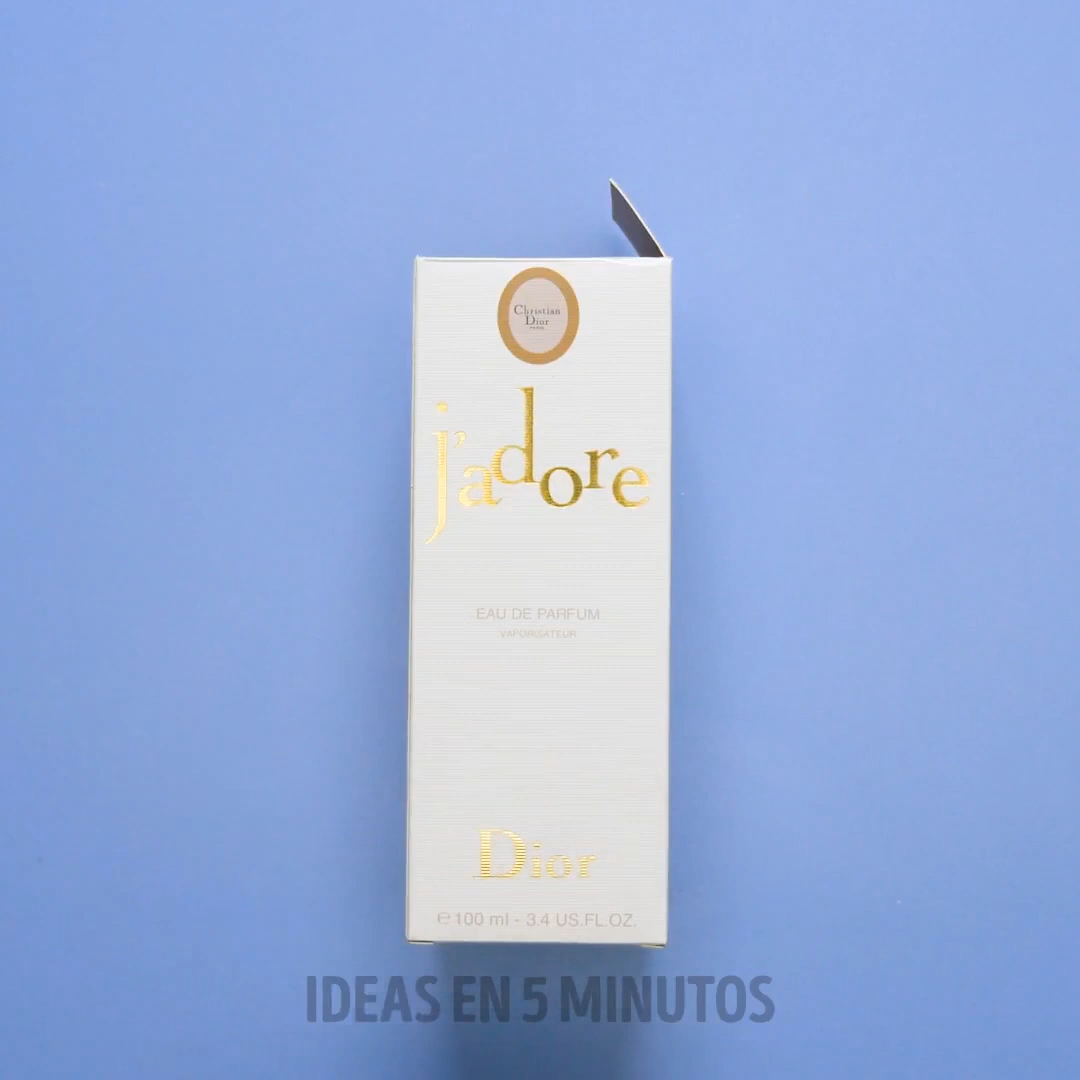 Christian
Dior
PARIS
j'adore
EAU DE PARFUM
VAPORISATEUR
Dior
℮ 100 ml - 3.4 US.FL.OZ.
IDEAS EN 5 MINUTOS